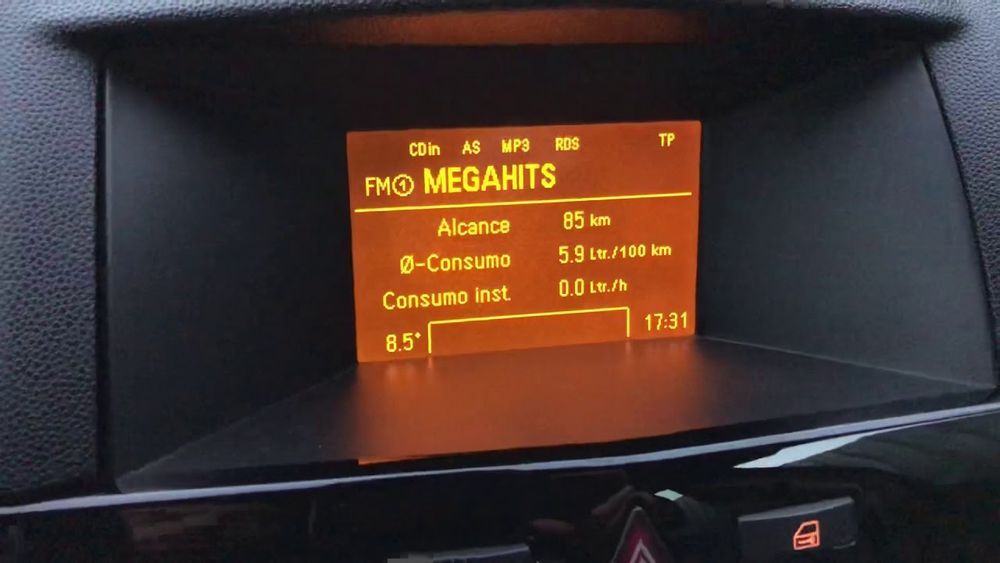 CDin AS MP3 RDS TP
FM① MEGAHITS
Alcance 85 km
Ø-Consumo 5.9 Ltr./100 km
Consumo inst. 0.0 Ltr./h
8.5° 17:31